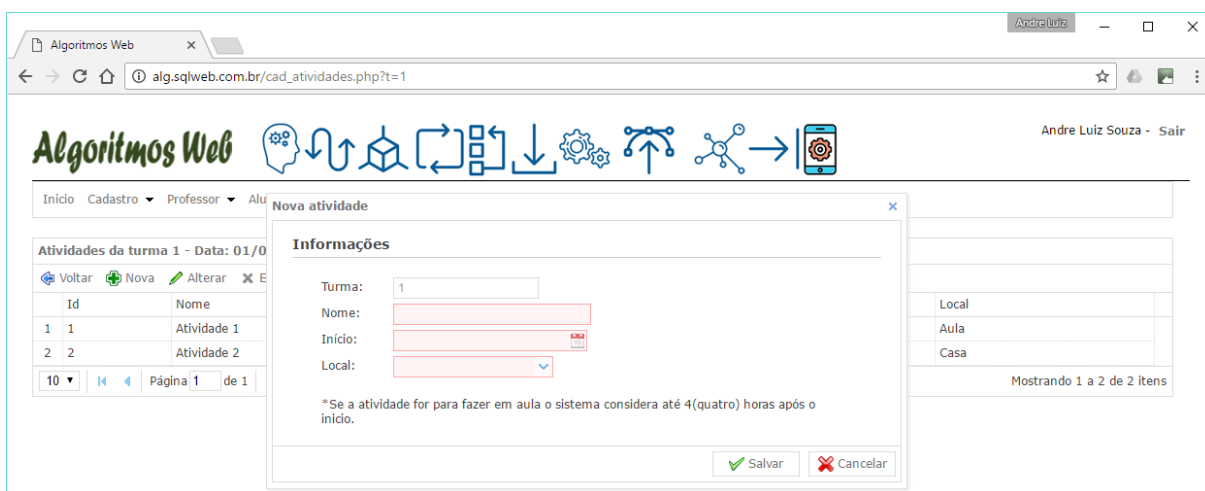 Andre Luiz
Algoritmos Web
alg.sqlweb.com.br/cad_atividades.php?t=1
Algoritmos Web
Andre Luiz Souza - Sair
Inicio Cadastro Professor Alu
Nova atividade
Informações
Turma: 1
Nome:
Início:
Local:
*Se a atividade for para fazer em aula o sistema considera até 4(quatro) horas após o
inicio.
Salvar Cancelar
Atividades da turma 1 - Data: 01/0
Voltar Nova Alterar E
Id Nome Local
1 1 Atividade 1 Aula
2 2 Atividade 2 Casa
10 Página 1 de 1 Mostrando 1 a 2 de 2 itens